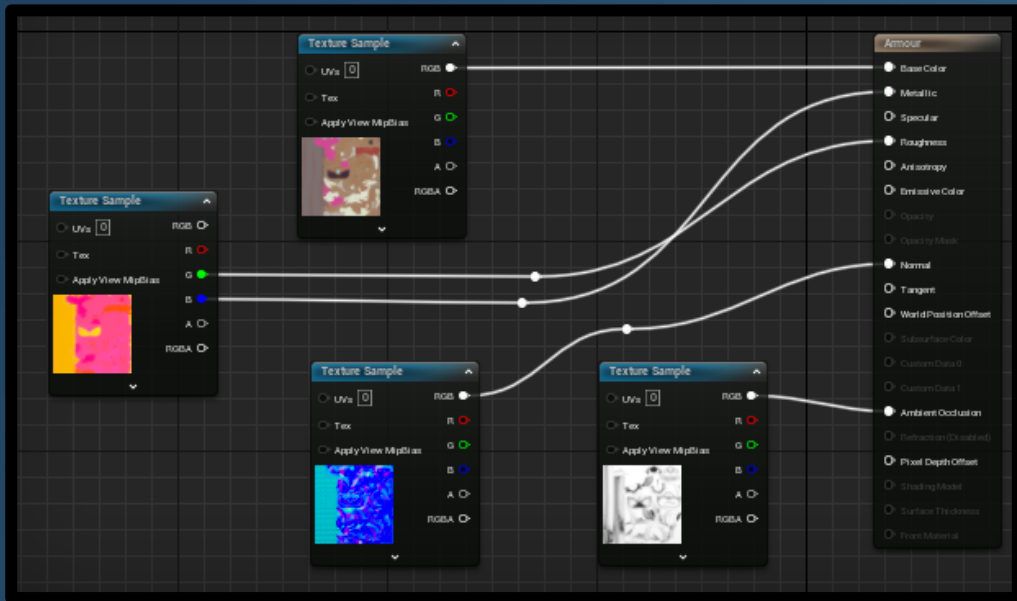 Texture Sample
UVs 0
Tex
Apply View MipBias
RGB
R
G
B
A
RGBA
Texture Sample
UVs 0
Tex
Apply View MipBias
RGB
R
G
B
A
RGBA
Texture Sample
UVs 0
Tex
Apply View MipBias
RGB
R
G
B
A
RGBA
Texture Sample
UVs 0
Tex
Apply View MipBias
RGB
R
G
B
A
RGBA
Armour
Base Color
Metallic
Specular
Roughness
Anisotropy
Emissive Color
Opacity
Opacity Mask
Normal
Tangent
World Position Offset
Subsurface Color
Custom Data 0
Custom Data 1
Ambient Occlusion
Refraction (Disabled)
Pixel Depth Offset
Shading Model
Surface Thickness
Front Material